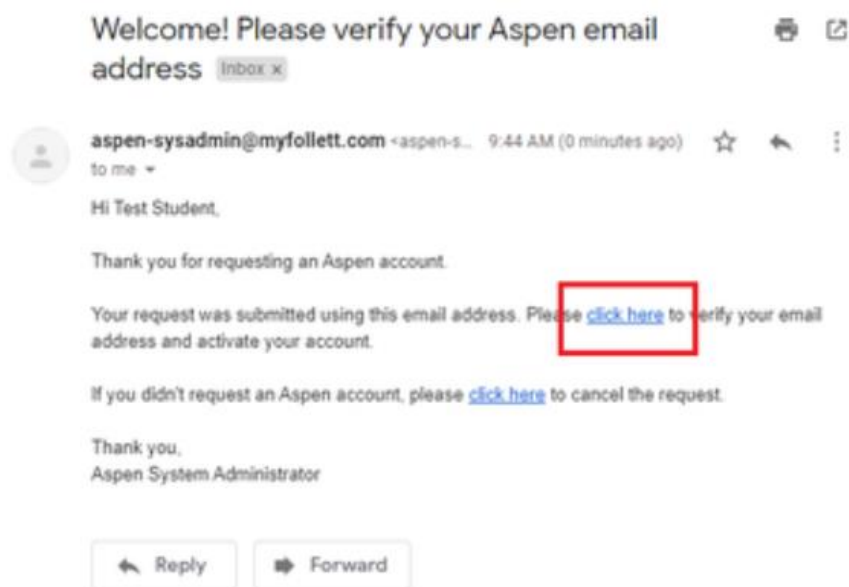 Welcome! Please verify your Aspen email
address Inbox x
aspen-sysadmin@myfollett.com <aspen-s... 9:44 AM (0 minutes ago)
to me
Hi Test Student,
Thank you for requesting an Aspen account.
Your request was submitted using this email address. Please click here to verify your email
address and activate your account.
If you didn't request an Aspen account, please click here to cancel the request.
Thank you,
Aspen System Administrator
Reply Forward